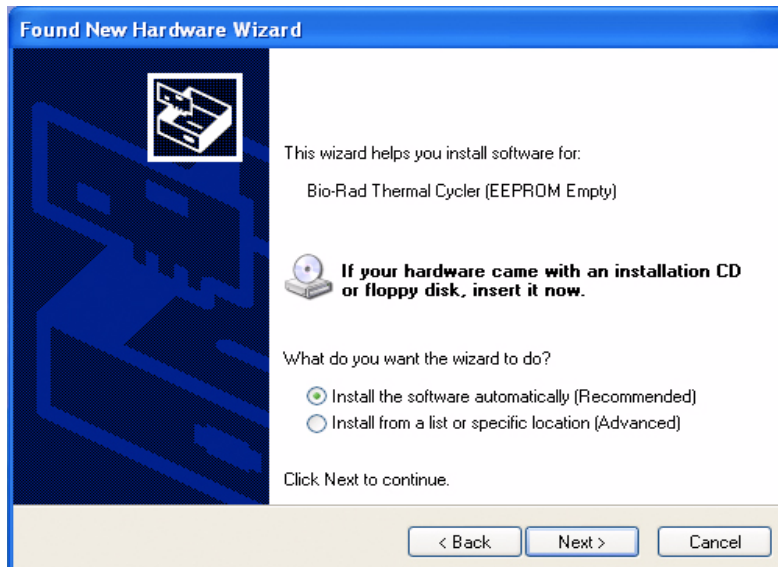 Found New Hardware Wizard
This wizard helps you install software for:
Bio-Rad Thermal Cycler (EEPROM Empty)
If your hardware came with an installation CD
or floppy disk, insert it now.
What do you want the wizard to do?
Install the software automatically (Recommended)
Install from a list or specific location (Advanced)
Click Next to continue.
< Back Next > Cancel